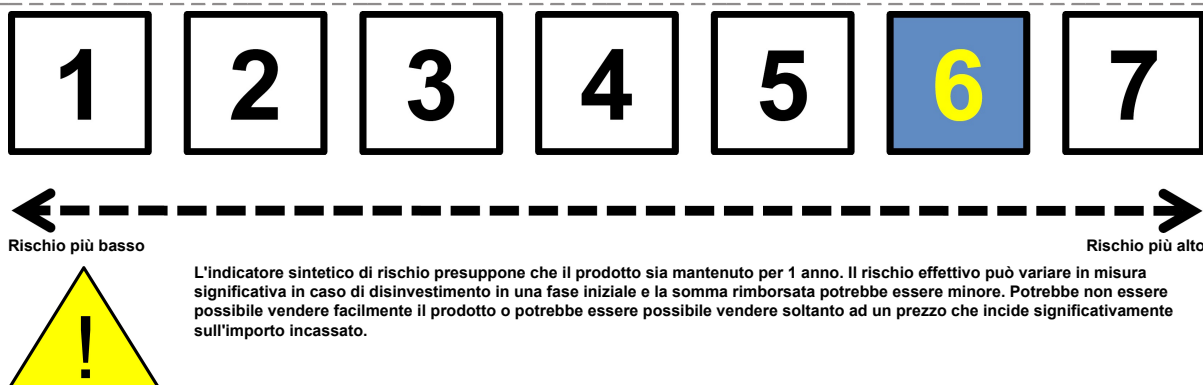 1 2 3 4 5 6 7
Rischio più basso Rischio più alto
L'indicatore sintetico di rischio presuppone che il prodotto sia mantenuto per 1 anno. Il rischio effettivo può variare in misura
significativa in caso di disinvestimento in una fase iniziale e la somma rimborsata potrebbe essere minore. Potrebbe non essere
possibile vendere facilmente il prodotto o potrebbe essere possibile vendere soltanto ad un prezzo che incide significativamente
sull'importo incassato.
!